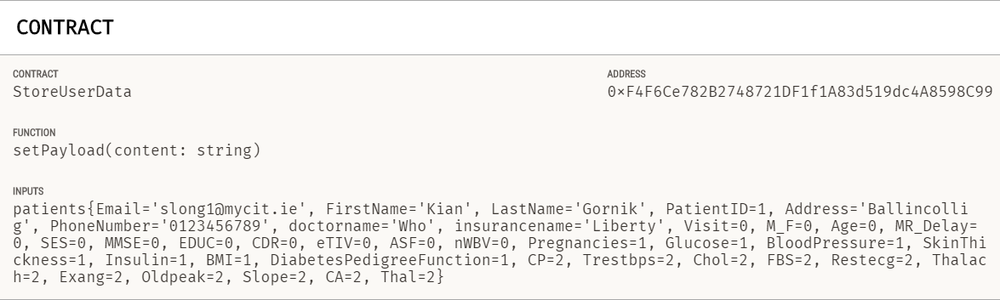 CONTRACT
CONTRACT
ADDRESS
StoreUserData
0×F4F6Ce782B2748721DF1f1A83d519dc4A8598C99
FUNCTION
setPayload(content: string)
INPUTS
patients{Email='slong1@mycit.ie', FirstName='Kian', LastName='Gornik', PatientID=1, Address='Ballincolli
g', PhoneNumber='0123456789', doctorname='Who', insurancename='Liberty', Visit=0, M_F=0, Age=0, MR_Delay=
0, SES=0, MMSE=0, EDUC=0, CDR=0, eTIV=0, ASF=0, nWBV=0, Pregnancies=1, Glucose=1, BloodPressure=1, SkinThi
ckness=1, Insulin=1, BMI=1, DiabetesPedigreeFunction=1, CP=2, Trestbps=2, Chol=2, FBS=2, Restecg=2, Thalac
h=2, Exang=2, Oldpeak=2, Slope=2, CA=2, Thal=2}